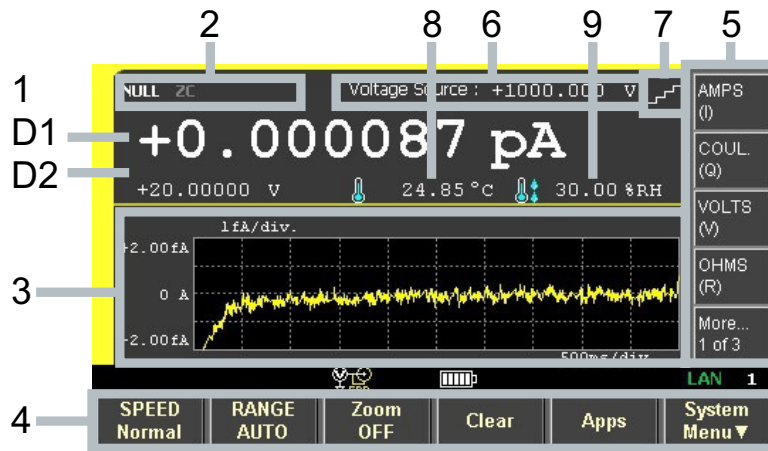 2 8 6 9 7 5
1
NULL ZC Voltage Source : +1000.000 V
AMPS
(I)
D1 +0.000087 pA
COUL.
(Q)
D2
+20.00000 V 24.85°C 30.00%RH
VOLTS
(V)
1fA/div.
+2.00fA
OHMS
(R)
3
0 A
More...
1 of 3
-2.00fA
500ms/div
LAN 1
4
SPEED
Normal
RANGE
AUTO
Zoom
OFF
Clear
Apps
System
Menu▼